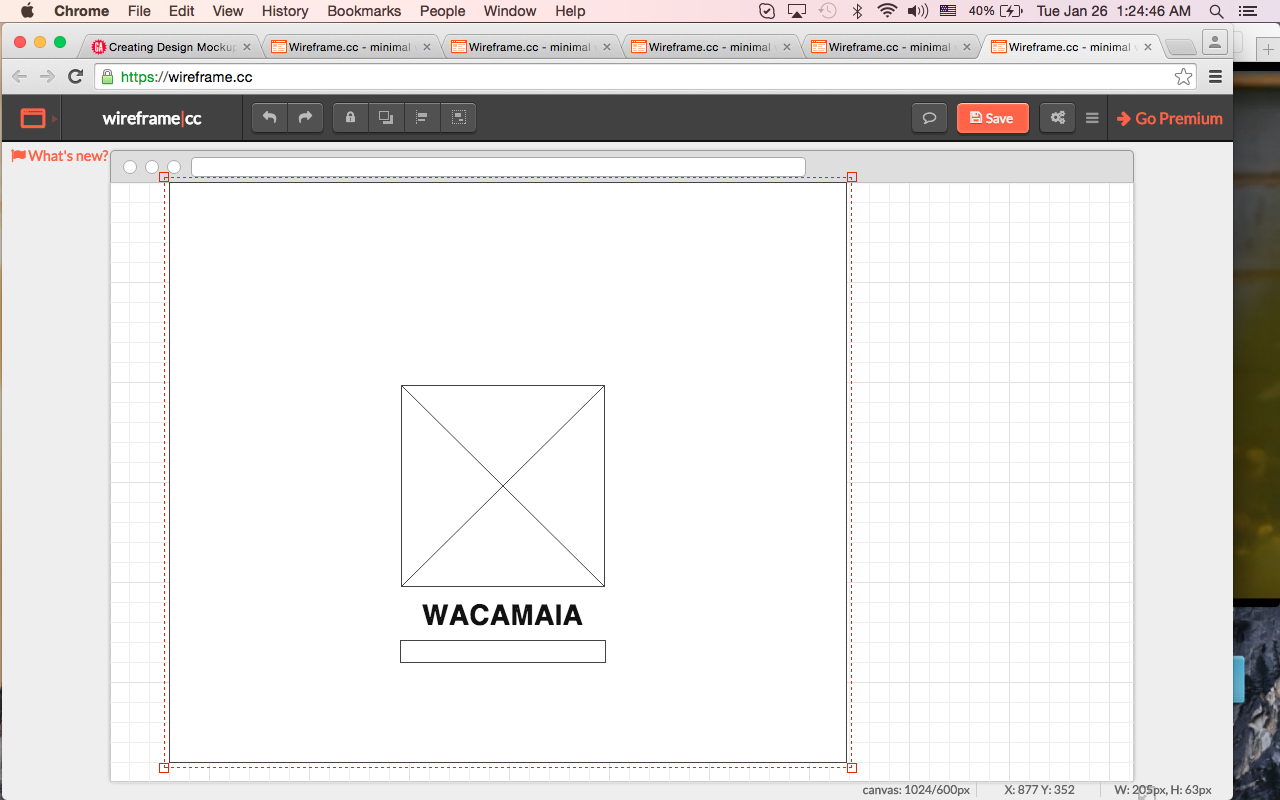 Chrome File Edit View History Bookmarks People Window Help 40% Tue Jan 26 1:24:46 AM
Creating Design Mockup Wireframe.cc - minimal Wireframe.cc - minimal Wireframe.cc - minimal Wireframe.cc - minimal Wireframe.cc - minimal
https://wireframe.cc
wireframe|cc Save Go Premium
What's new?
WACAMAIA
canvas: 1024/600px X: 877 Y: 352 W: 205px, H: 63px